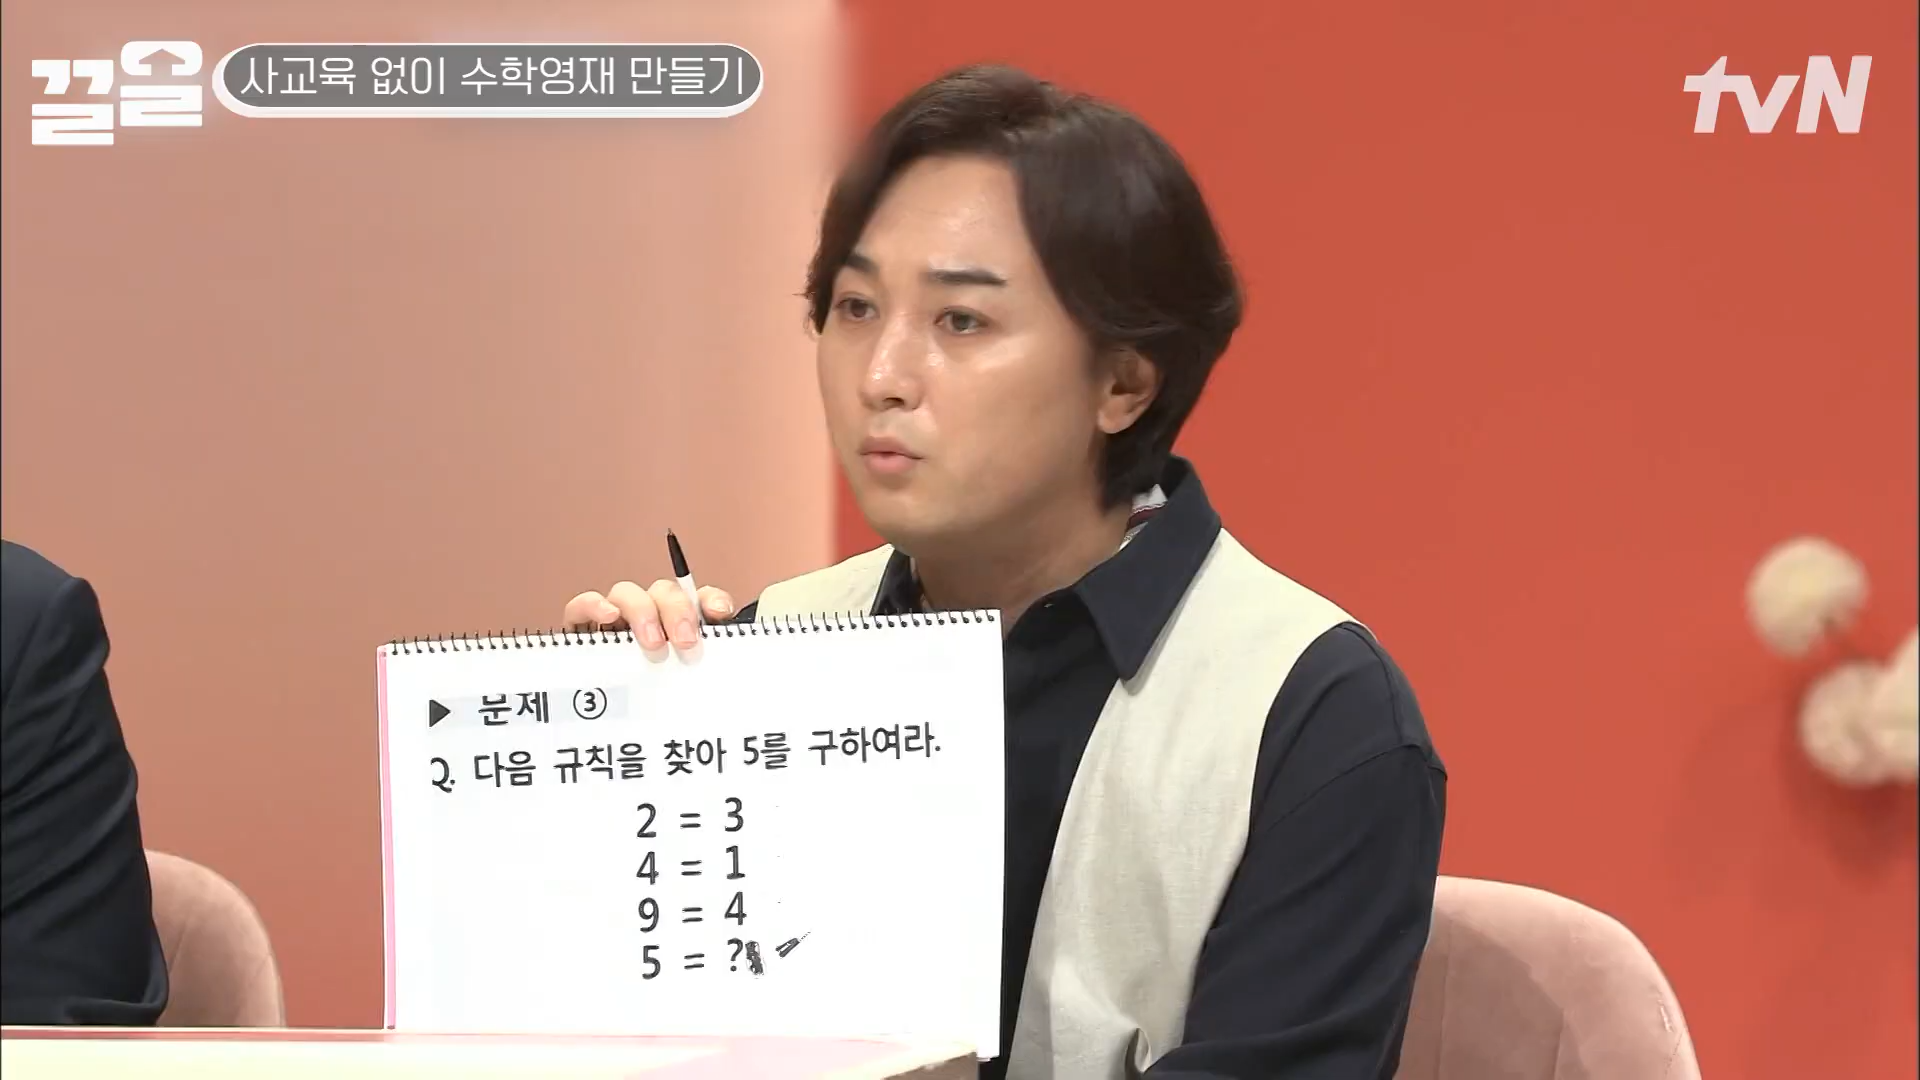 끌올
사교육 없이 수학영재 만들기
tvN
▶ 문제 ③
Q. 다음 규칙을 찾아 5를 구하여라.
2 = 3
4 = 1
9 = 4
5 = ?